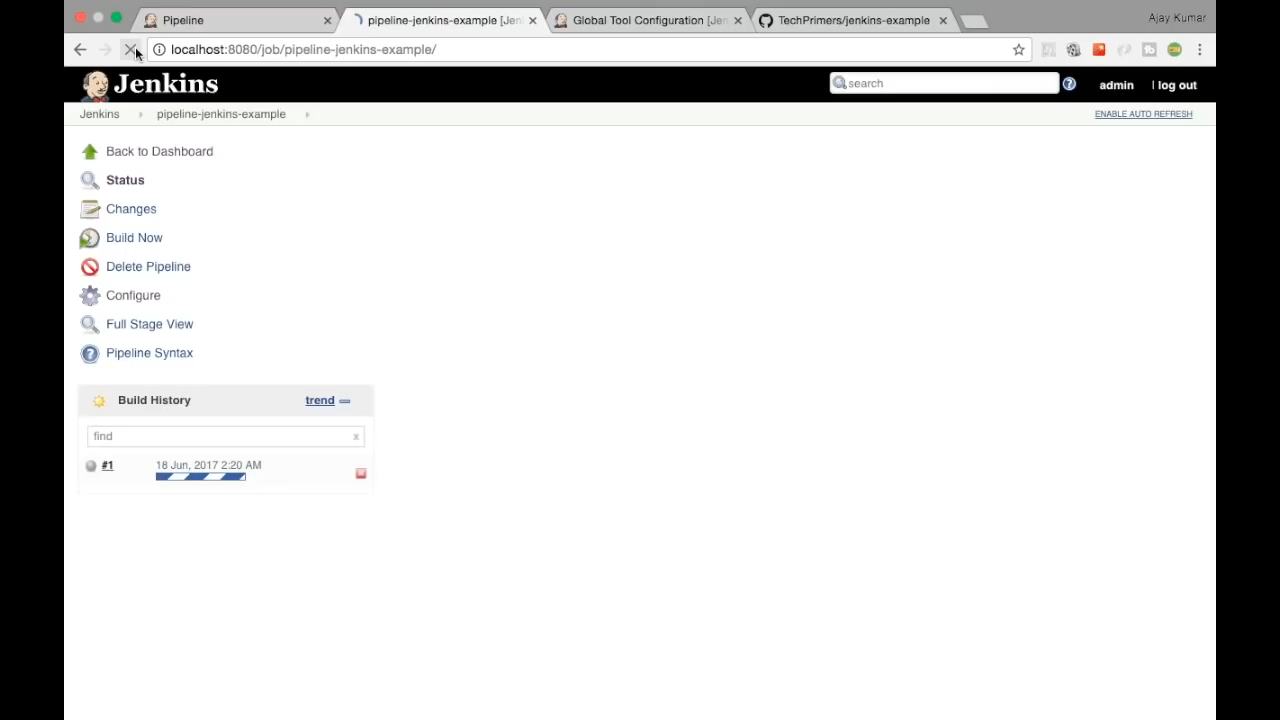 Pipeline
pipeline-jenkins-example [Jen
Global Tool Configuration [Jen
TechPrimers/jenkins-example
Ajay Kumar
localhost:8080/job/pipeline-jenkins-example/
Jenkins
search
admin
log out
Jenkins
pipeline-jenkins-example
ENABLE AUTO REFRESH
Back to Dashboard
Status
Changes
Build Now
Delete Pipeline
Configure
Full Stage View
Pipeline Syntax
Build History
trend
find
x
#1
18 Jun, 2017 2:20 AM